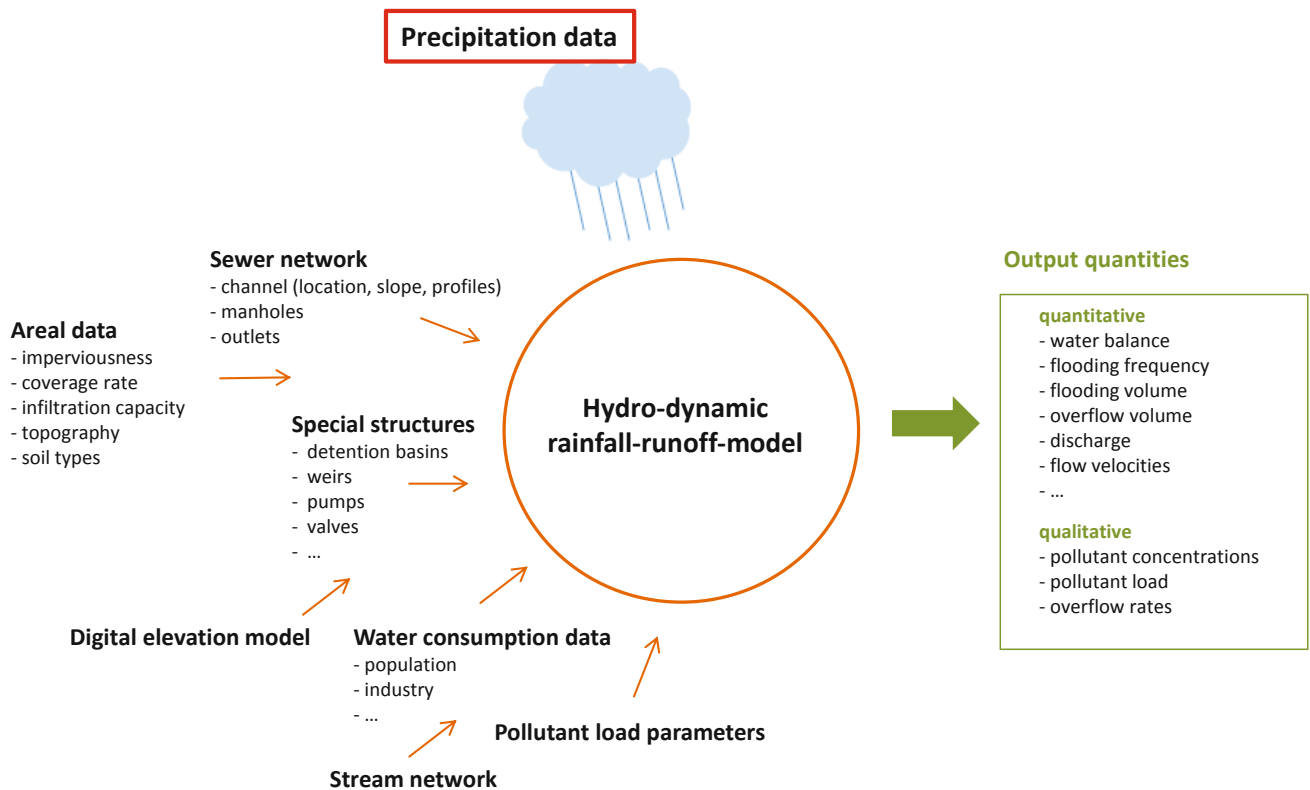 Precipitation data
Sewer network
- channel (location, slope, profiles)
- manholes
- outlets
Areal data
- imperviousness
- coverage rate
- infiltration capacity
- topography
- soil types
Special structures
- detention basins
- weirs
- pumps
- valves
- ...
Digital elevation model
Water consumption data
- population
- industry
- ...
Stream network
Pollutant load parameters
Hydro-dynamic
rainfall-runoff-model
Output quantities
quantitative
- water balance
- flooding frequency
- flooding volume
- overflow volume
- discharge
- flow velocities
- ...
qualitative
- pollutant concentrations
- pollutant load
- overflow rates